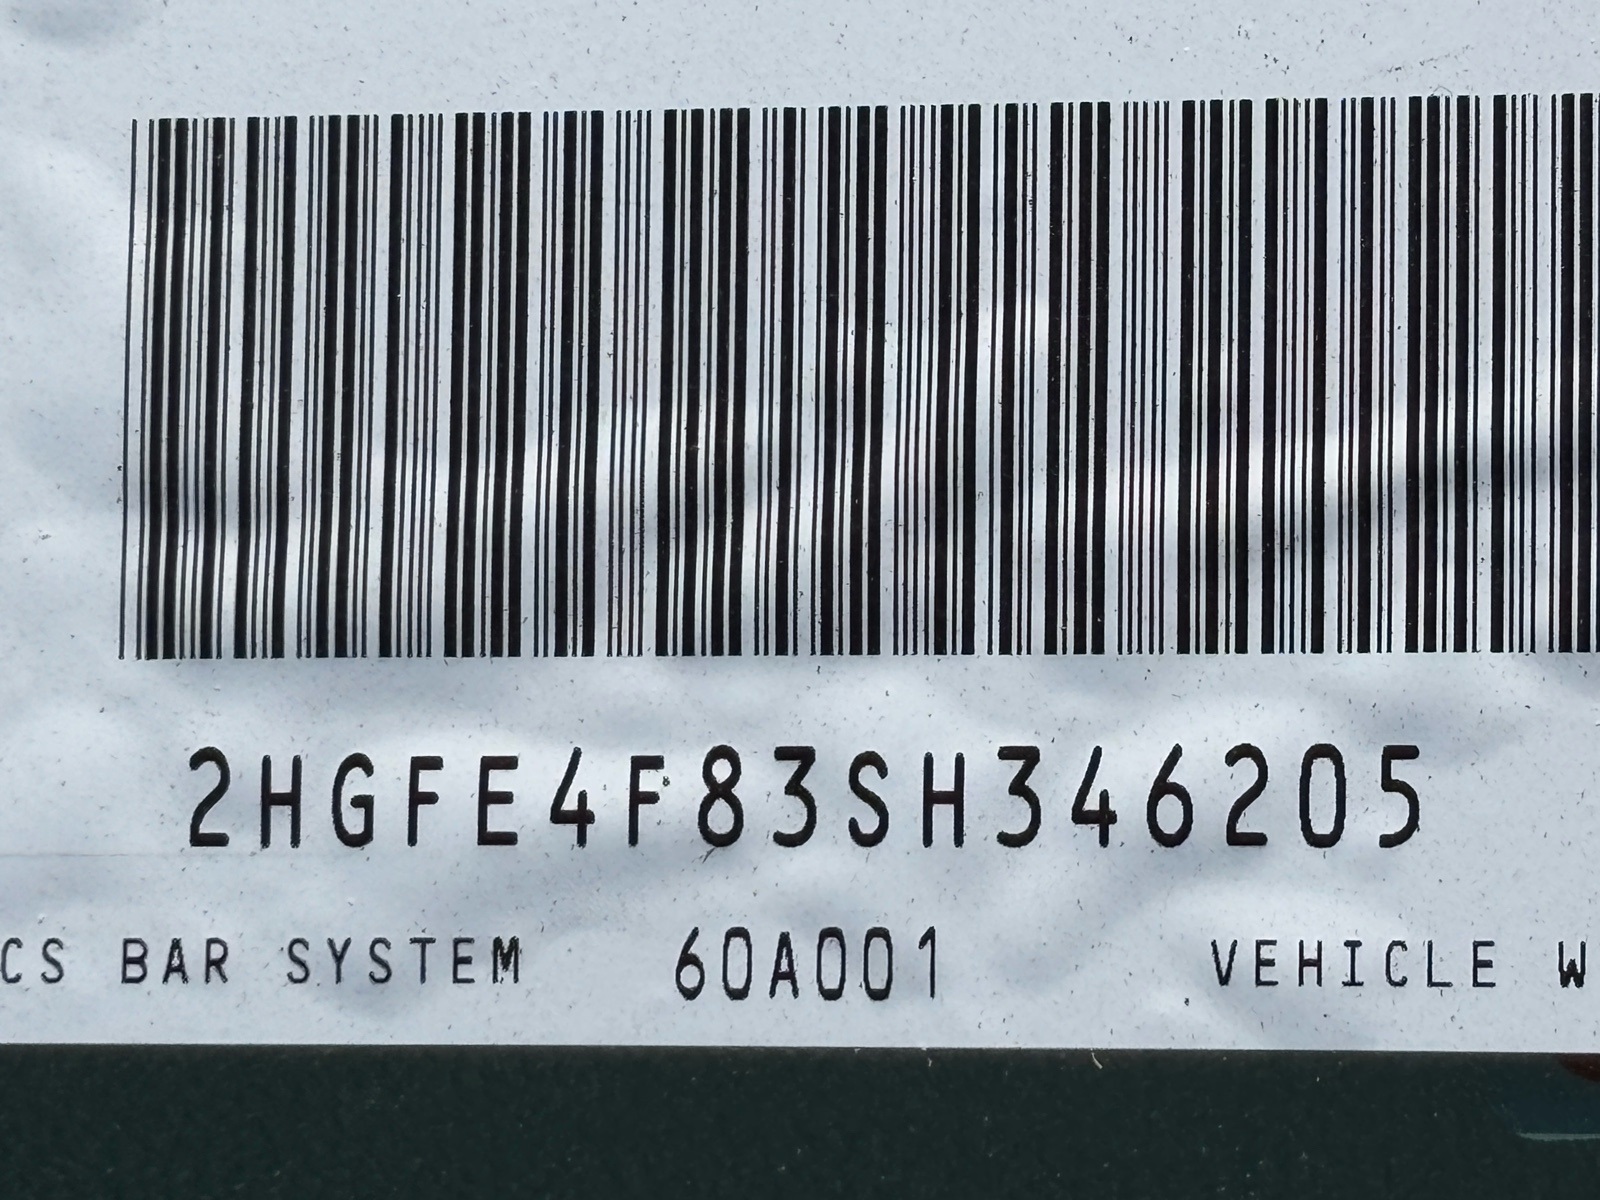 2HGFE4F83SH346205
CS BAR SYSTEM 60A001 VEHICLE W